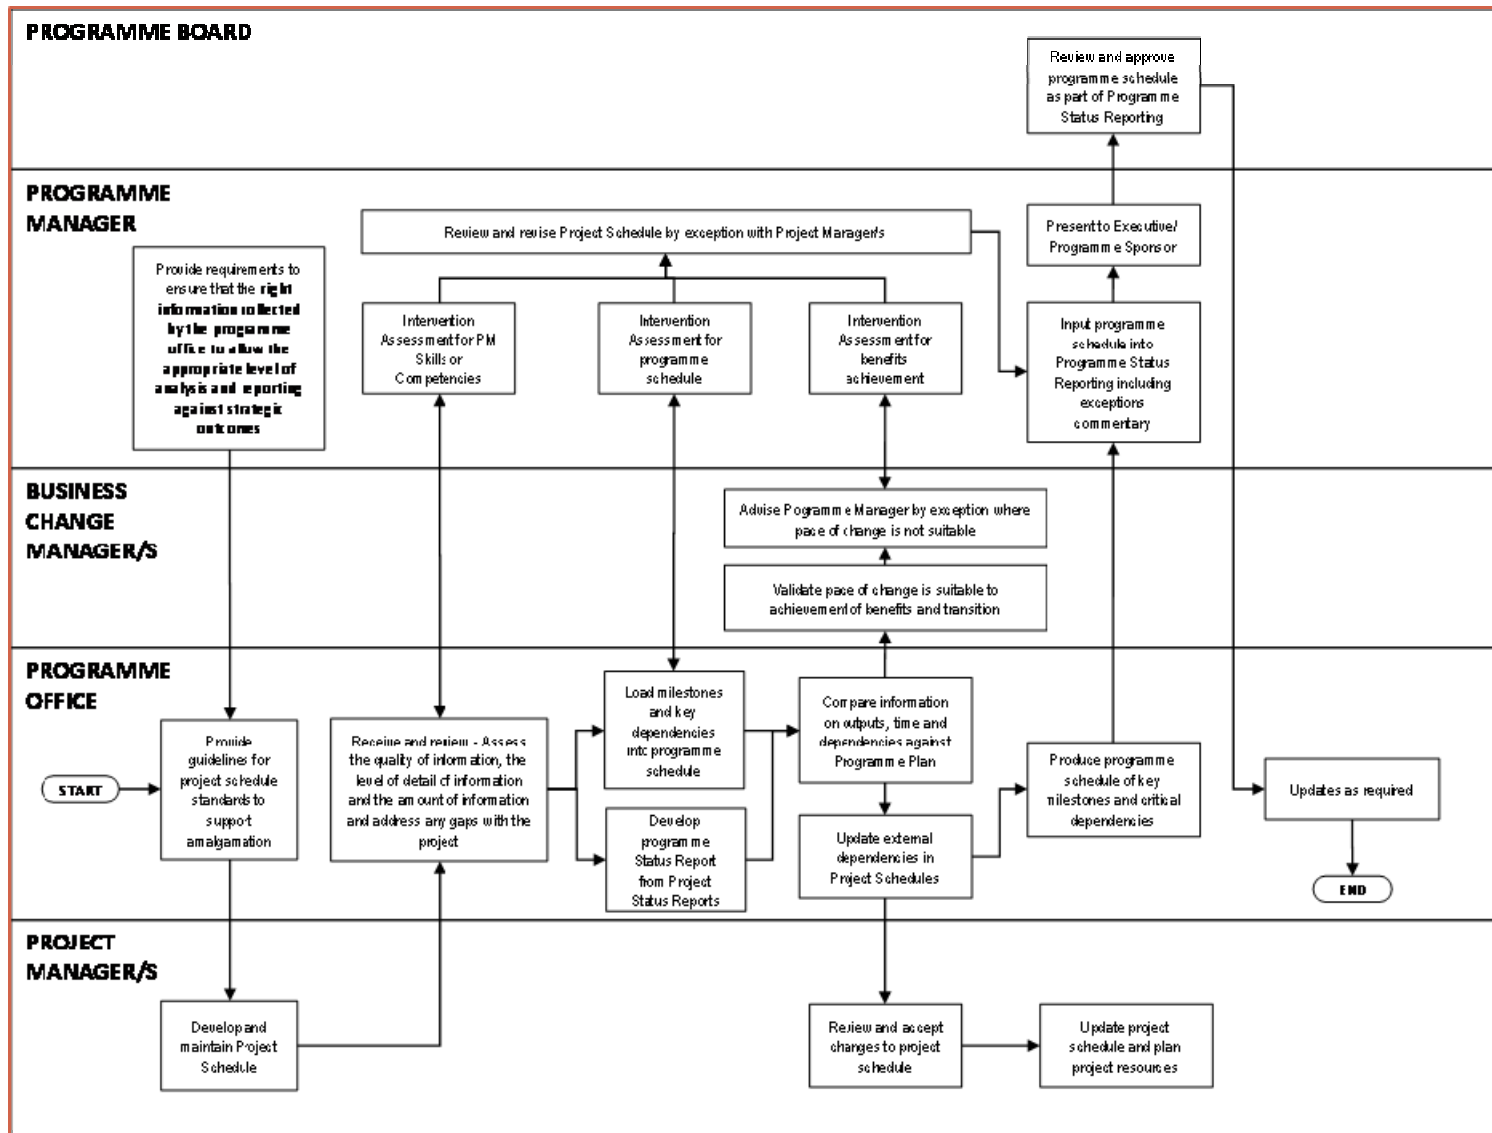 PROGRAMME BOARD
Review and approve
programme schedule
as part of Programme
Status Reporting
PROGRAMME
MANAGER
Review and revise Project Schedule by exception with Project Manager/s
Present to Executive/
Programme Sponsor
Provide requirements to
ensure that the right
information collected
by the programme
office to allow the
appropriate level of
analysis and reporting
against strategic
outcomes
Intervention
Assessment for PM
Skills or
Competencies
Intervention
Assessment for
programme
schedule
Intervention
Assessment for
benefits
achievement
Input programme
schedule into
Programme Status
Reporting including
exceptions
commentary
BUSINESS
CHANGE
MANAGER/S
Advise Pogramme Manager by exception where
pace of change is not suitable
Validate pace of change is suitable to
achievement of benefits and transition
PROGRAMME
OFFICE
START
Provide
guidelines for
project schedule
standards to
support
amalgamation
Receive and review - Assess
the quality of information, the
level of detail of information
and the amount of information
and address any gaps with the
project
Load milestones
and key
dependencies
into programme
schedule
Develop
programme
Status Report
from Project
Status Reports
Compare information
on outputs, time and
dependencies against
Programme Plan
Update external
dependencies in
Project Schedules
Produce programme
schedule of key
milestones and critical
dependencies
Updates as required
END
PROJECT
MANAGER/S
Develop and
maintain Project
Schedule
Review and accept
changes to project
schedule
Update project
schedule and plan
project resources